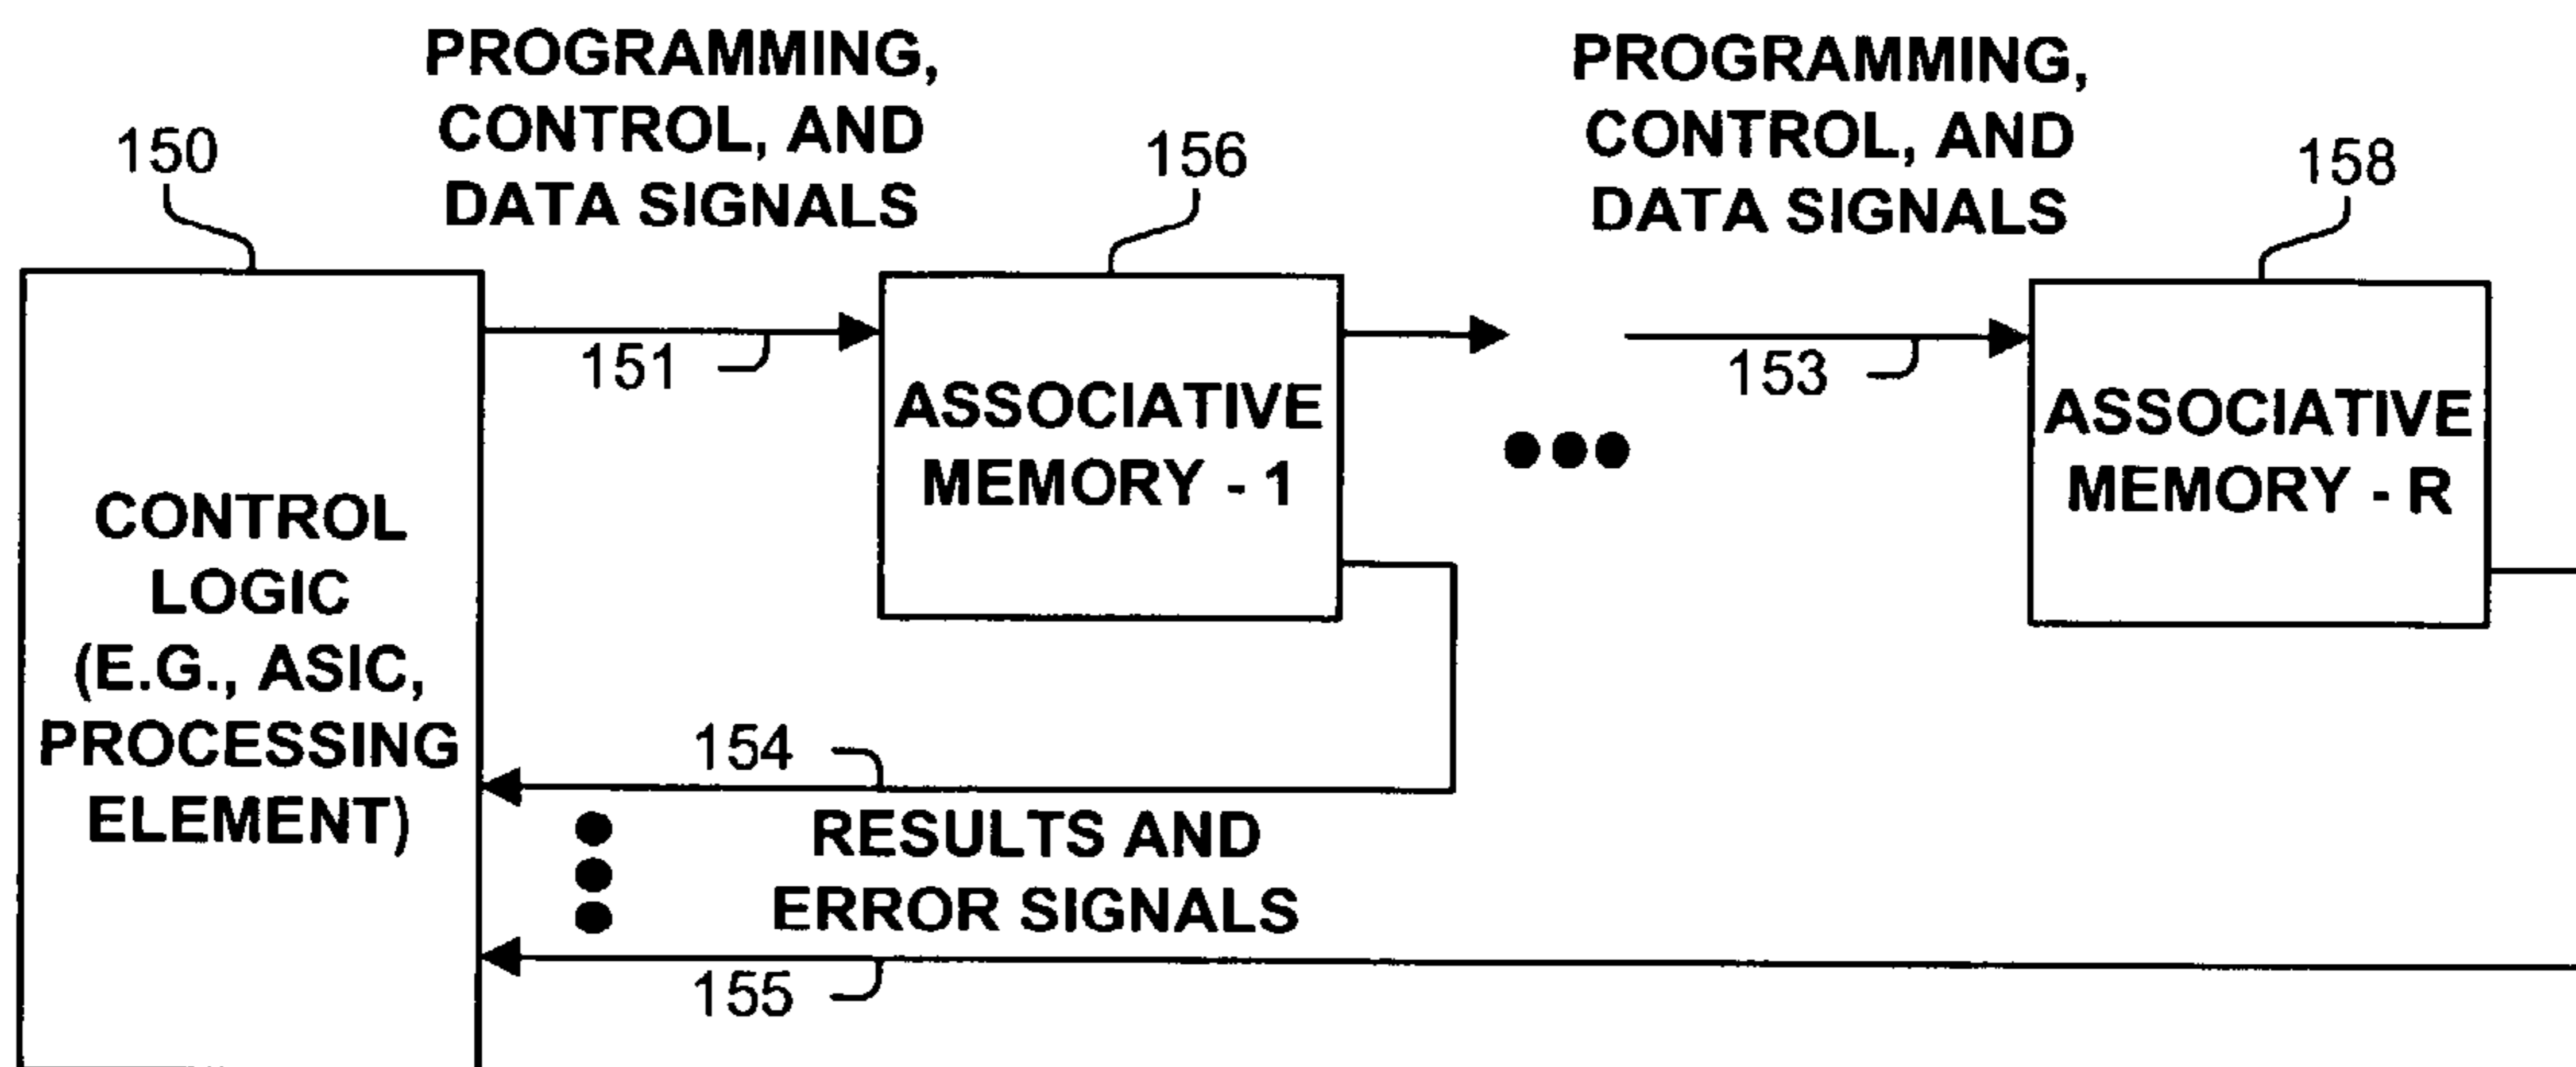 PROGRAMMING,
CONTROL, AND
DATA SIGNALS
PROGRAMMING,
CONTROL, AND
DATA SIGNALS
150
156
158
151
153
ASSOCIATIVE
MEMORY - 1
ASSOCIATIVE
MEMORY - R
CONTROL
LOGIC
(E.G., ASIC,
PROCESSING
ELEMENT)
154
RESULTS AND
ERROR SIGNALS
155